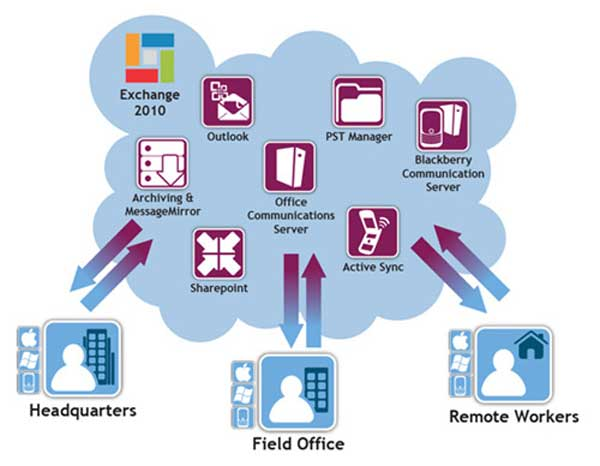 Exchange
2010
Outlook
PST Manager
Blackberry
Communication
Server
Archiving &
MessageMirror
Office
Communications
Server
Sharepoint
Active Sync
Headquarters
Field Office
Remote Workers